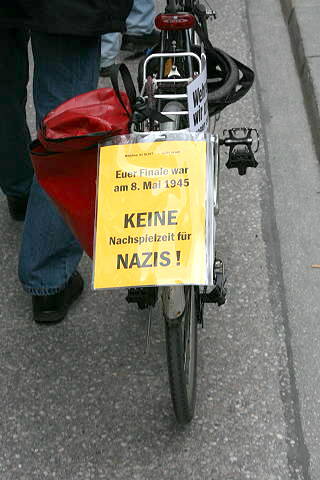 Euer Finale war
am 8. Mai 1945
KEINE
Nachspielzeit für
NAZIS !